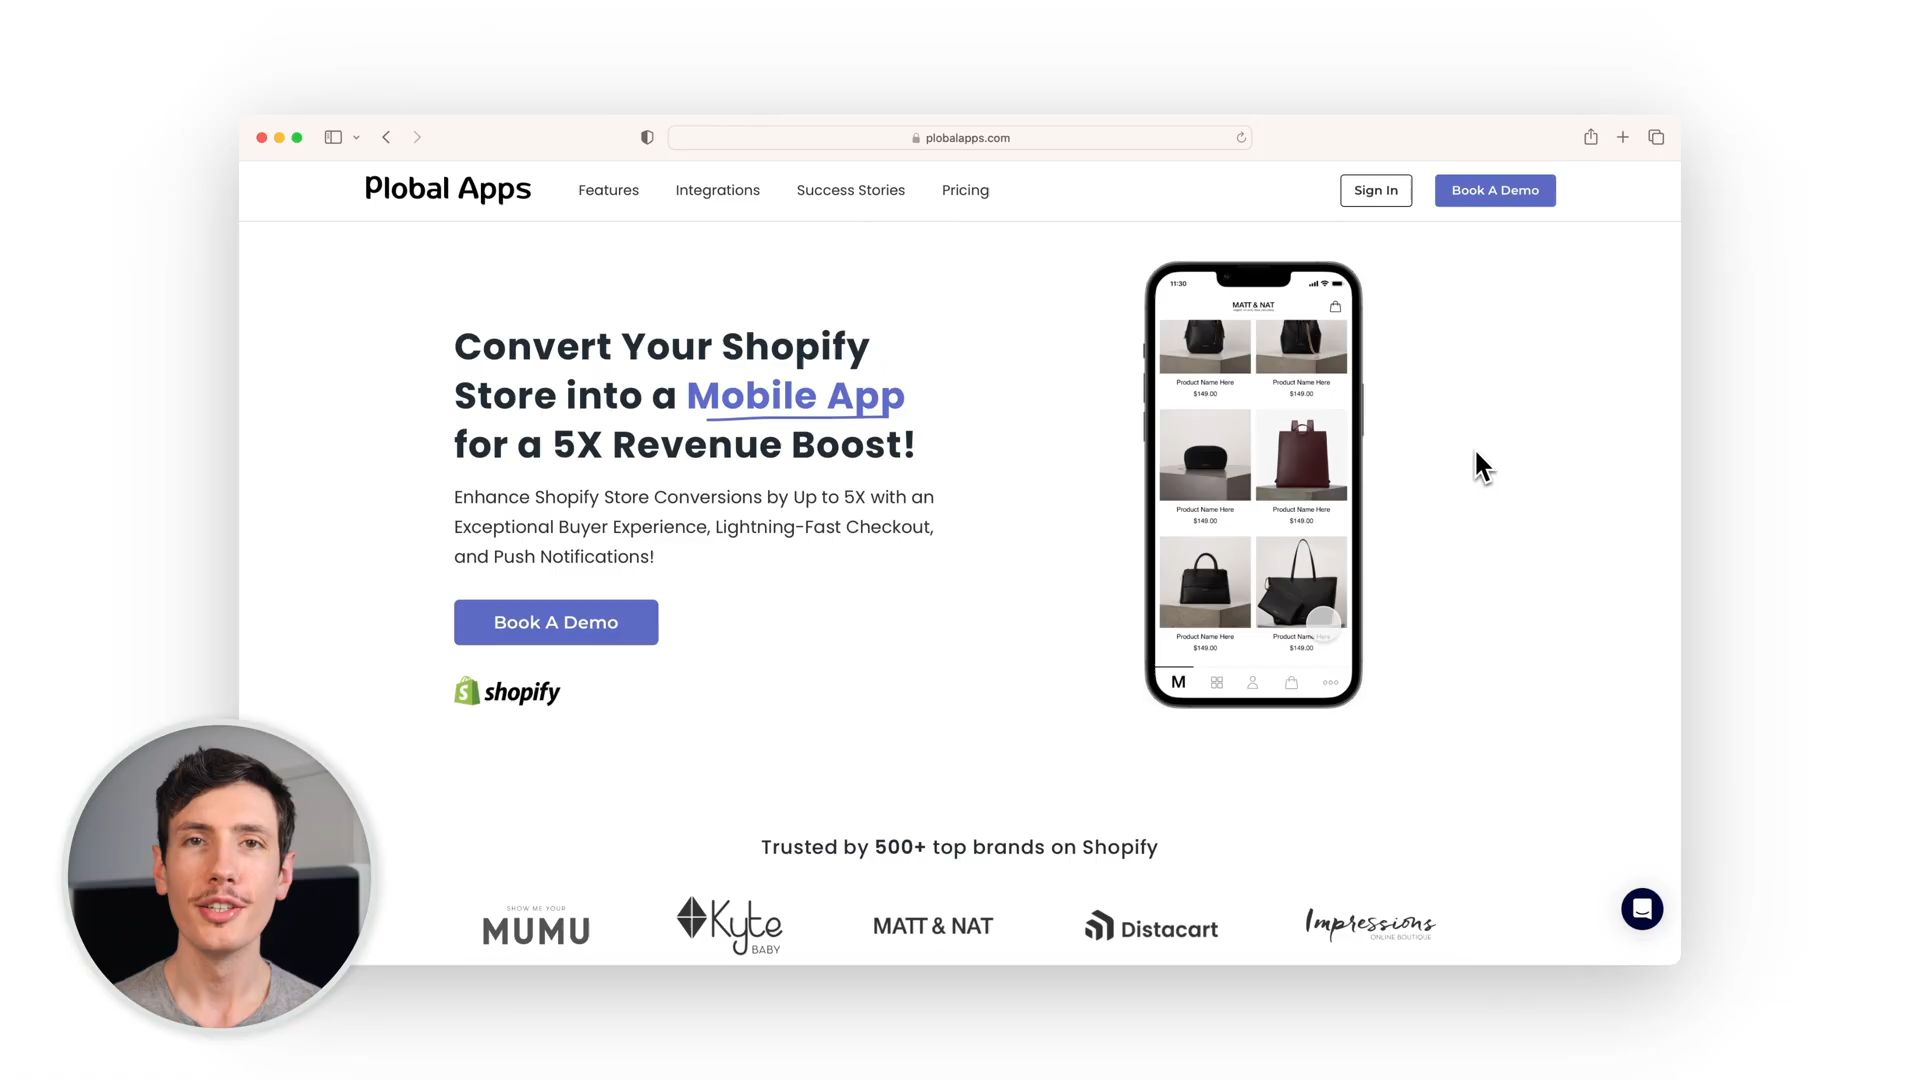 plobalapps.com
Plobal Apps
Features
Integrations
Success Stories
Pricing
Sign In
Book A Demo
Convert Your Shopify
Store into a Mobile App
for a 5X Revenue Boost!
Enhance Shopify Store Conversions by Up to 5X with an
Exceptional Buyer Experience, Lightning-Fast Checkout,
and Push Notifications!
Book A Demo
shopify
11:30
MATT & NAT
Product Name Here
$149.00
Product Name Here
$149.00
Product Name Here
$149.00
Product Name Here
$149.00
Product Name Here
$149.00
Product Name Here
$149.00
M
Trusted by 500+ top brands on Shopify
SHOW ME YOUR
MUMU
Kyte
BABY
MATT & NAT
Distacart
Impressions
ONLINE BOUTIQUE